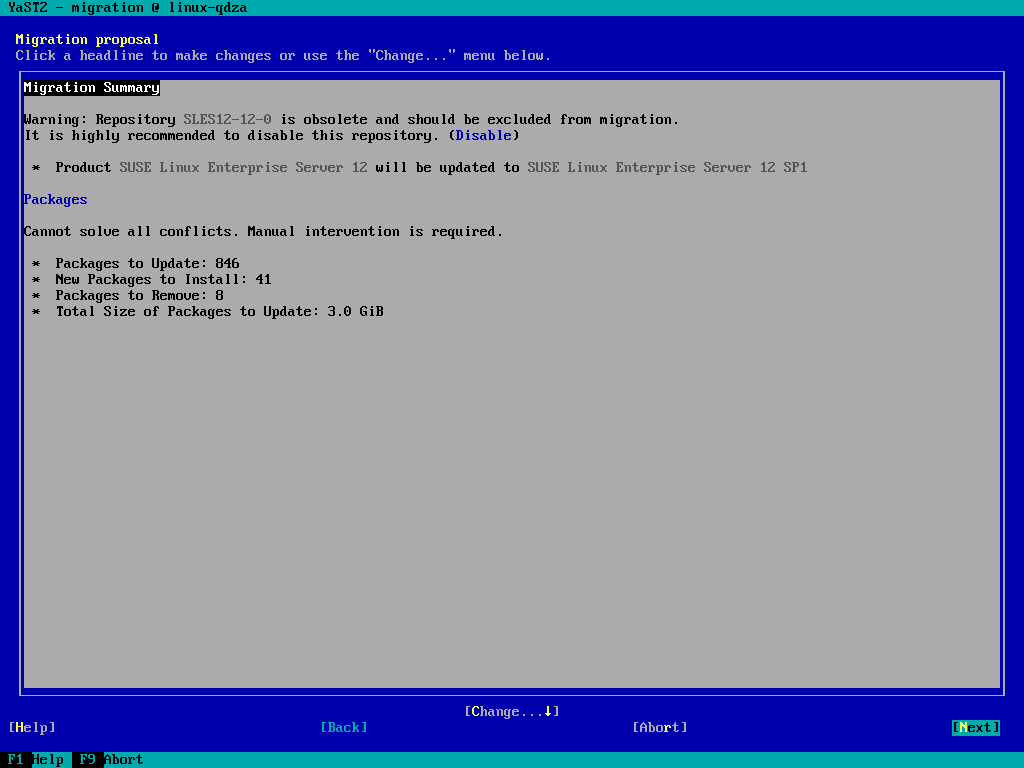 YaST2 - migration @ linux-qdza
Migration proposal
Click a headline to make changes or use the "Change..." menu below.
Migration Summary
Warning: Repository SLES12-12-0 is obsolete and should be excluded from migration.
It is highly recommended to disable this repository. (Disable)
* Product SUSE Linux Enterprise Server 12 will be updated to SUSE Linux Enterprise Server 12 SP1
Packages
Cannot solve all conflicts. Manual intervention is required.
* Packages to Update: 846
* New Packages to Install: 41
* Packages to Remove: 8
* Total Size of Packages to Update: 3.0 GiB
[Change...↓]
[Help] [Back] [Abort] [Next]
F1 Help F9 Abort